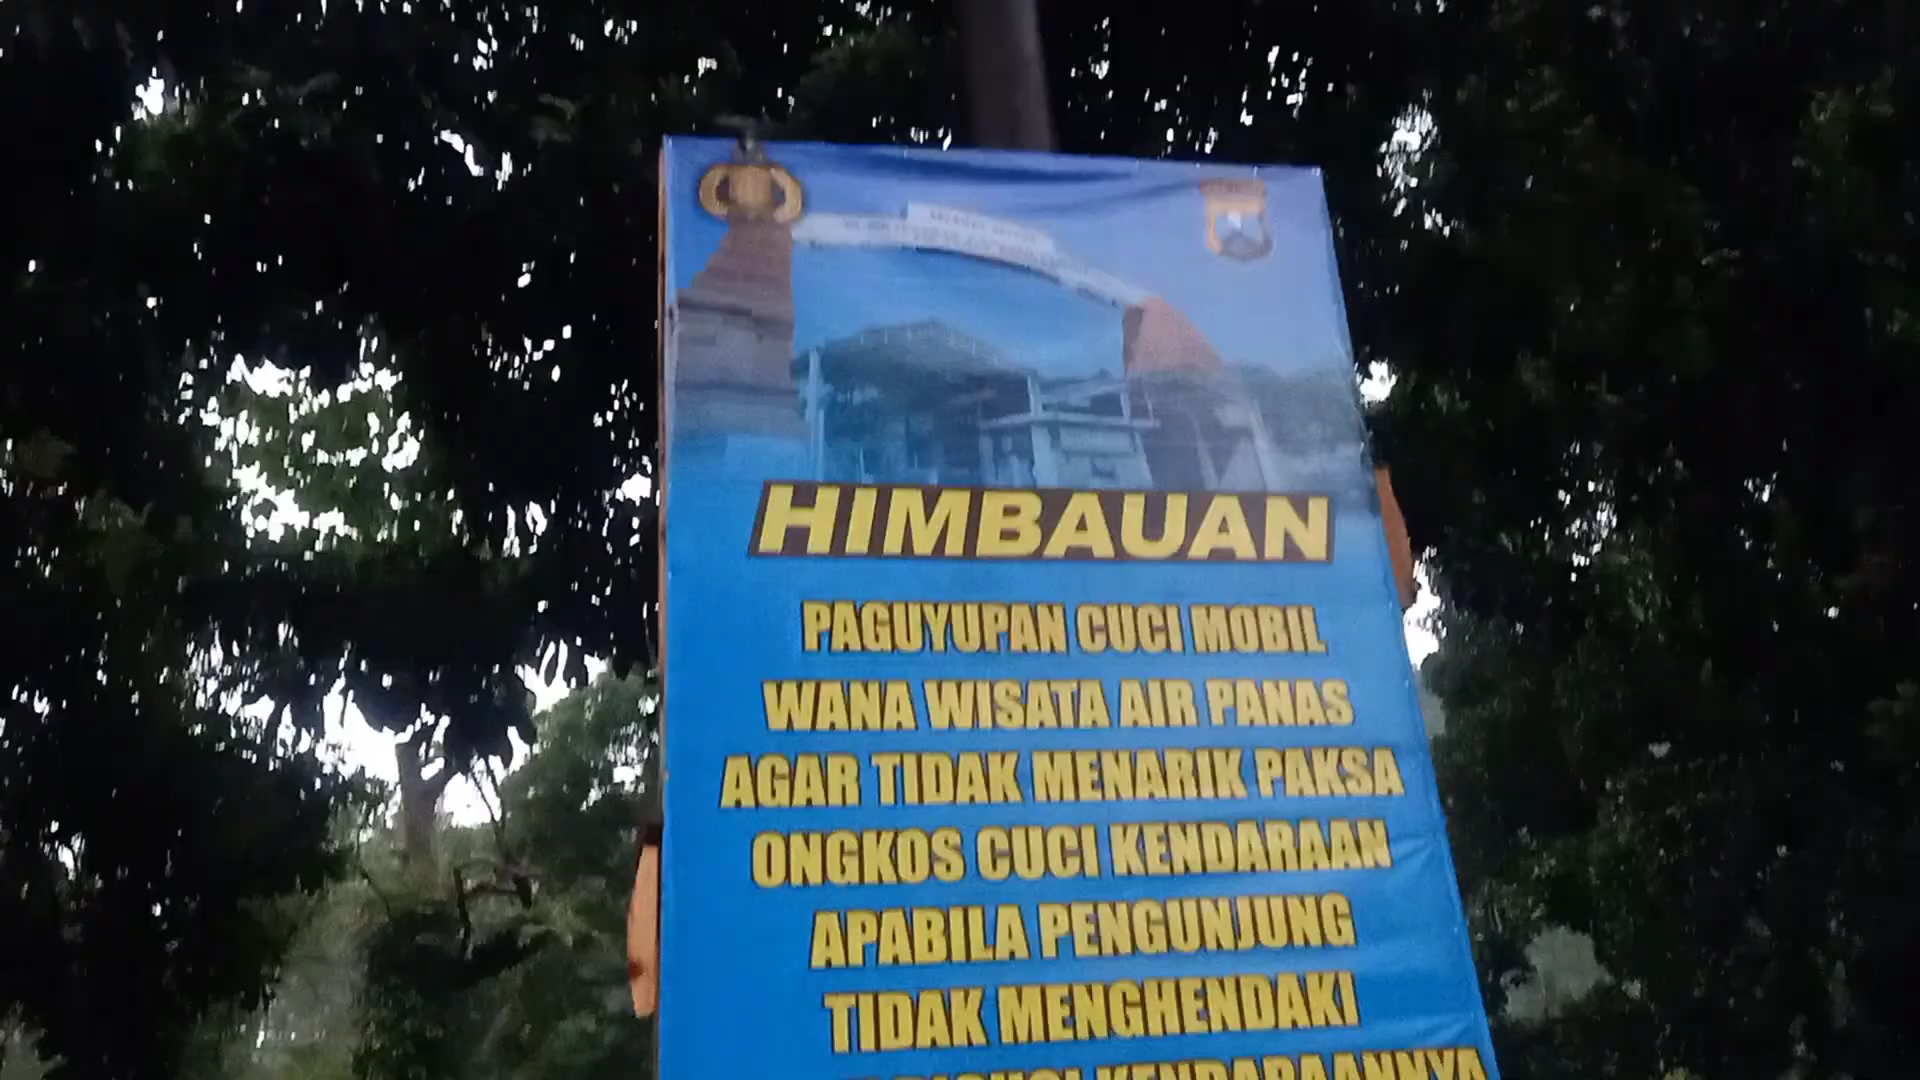 HIMBAUAN
PAGUYUPAN CUCI MOBIL
WANA WISATA AIR PANAS
AGAR TIDAK MENARIK PAKSA
ONGKOS CUCI KENDARAAN
APABILA PENGUNJUNG
TIDAK MENGHENDAKI
KENDARAANNYA